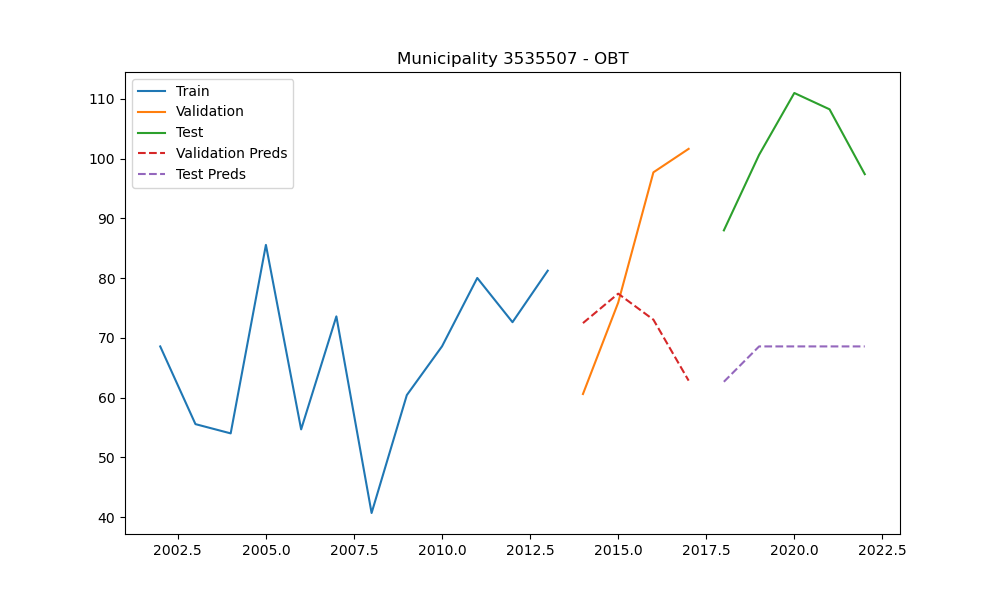 Municipality 3535507 - OBT
Train
Validation
Test
Validation Preds
Test Preds
110
100
90
80
70
60
50
40
2002.5 2005.0 2007.5 2010.0 2012.5 2015.0 2017.5 2020.0 2022.5